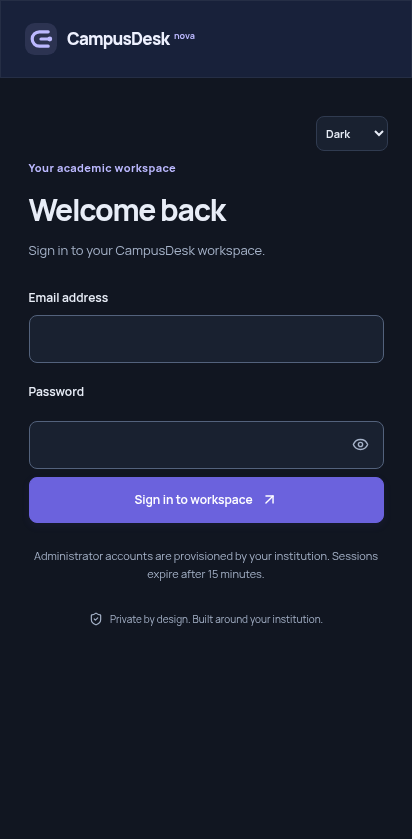 CampusDesk nova
Dark
Your academic workspace
Welcome back
Sign in to your CampusDesk workspace.
Email address
Password
Sign in to workspace
Administrator accounts are provisioned by your institution. Sessions
expire after 15 minutes.
Private by design. Built around your institution.